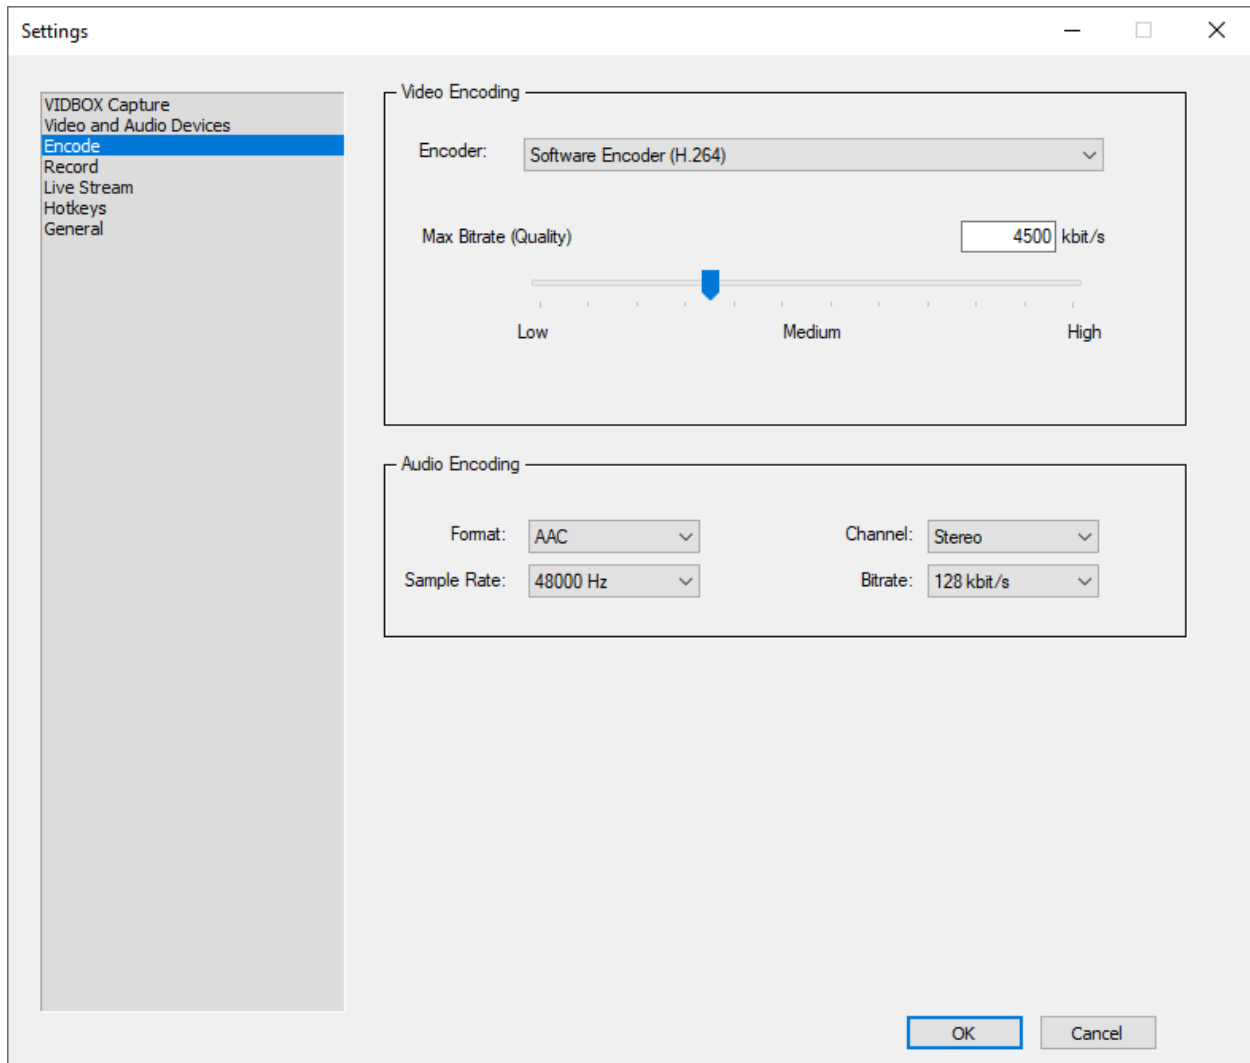 Settings
VIDBOX Capture
Video and Audio Devices
Encode
Record
Live Stream
Hotkeys
General
Video Encoding
Encoder: Software Encoder (H.264)
Max Bitrate (Quality) 4500 kbit/s
Low Medium High
Audio Encoding
Format: AAC Channel: Stereo
Sample Rate: 48000 Hz Bitrate: 128 kbit/s
OK Cancel